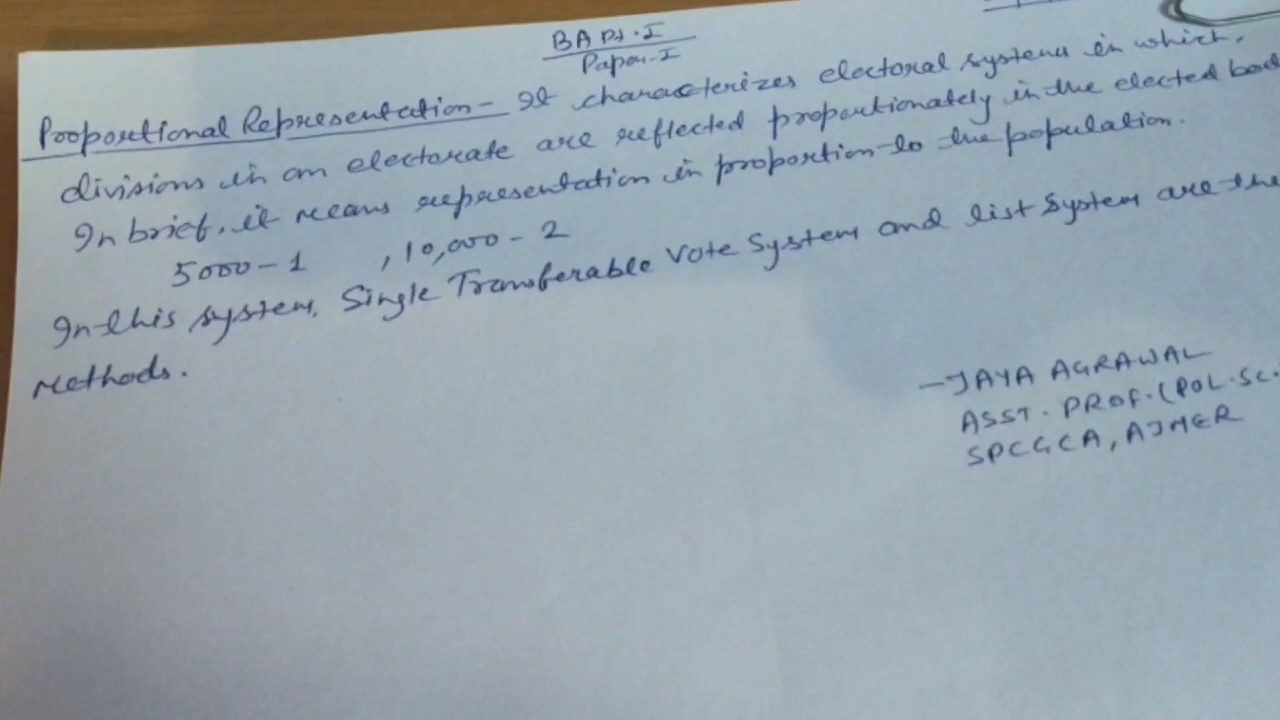 BA Pt. I
Paper-I
Proportional Representation - It characterizes electoral systems in which,
divisions in an electorate are reflected proportionately in the elected bod
In brief, it means representation in proportion to the population.
5000-1 , 10,000-2
In this system, Single Transferable Vote System and list System are the
Methods.
- JAYA AGRAWAL
ASST. PROF. (POL. SC.
SPCGCA, AJMER